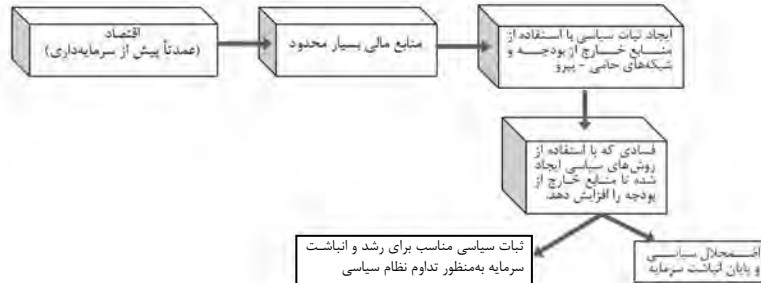 اقتصاد
(عمدتاً پیش از سرمایه‌داری)
منابع مالی بسیار محدود
ایجاد ثبات سیاسی با استفاده از
منابع خارج از بودجه و
شبکه‌های حامی - پیرو
فسادی که با استفاده از
روش‌های سیاسی ایجاد
شده تا منابع خارج از
بودجه را افزایش دهد.
ثبات سیاسی مناسب برای رشد و انباشت
سرمایه به‌منظور تداوم نظام سیاسی
اضمحلال سیاسی
و پایان انباشت سرمایه